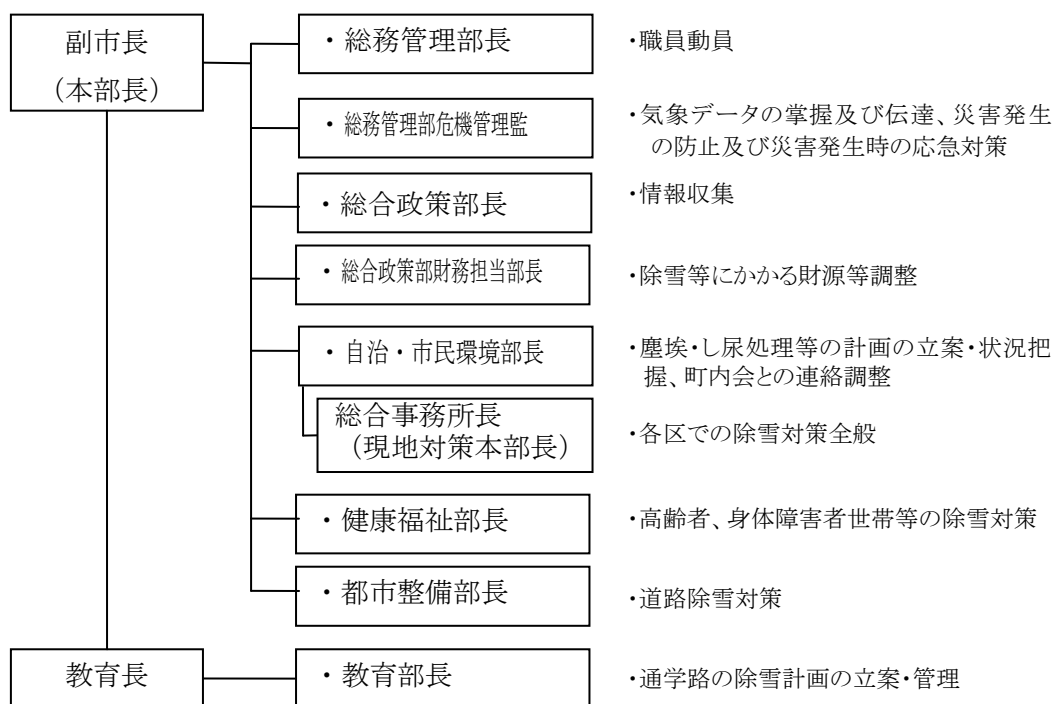 副市長
（本部長）
・総務管理部長
・職員動員
・総務管理部危機管理監
・気象データの掌握及び伝達、災害発生
の防止及び災害発生時の応急対策
・総合政策部長
・情報収集
・総合政策部財務担当部長
・除雪等にかかる財源等調整
・自治・市民環境部長
・塵埃・し尿処理等の計画の立案・状況把
握、町内会との連絡調整
総合事務所長
（現地対策本部長）
・各区での除雪対策全般
・健康福祉部長
・高齢者、身体障害者世帯等の除雪対策
・都市整備部長
・道路除雪対策
教育長
・教育部長
・通学路の除雪計画の立案・管理